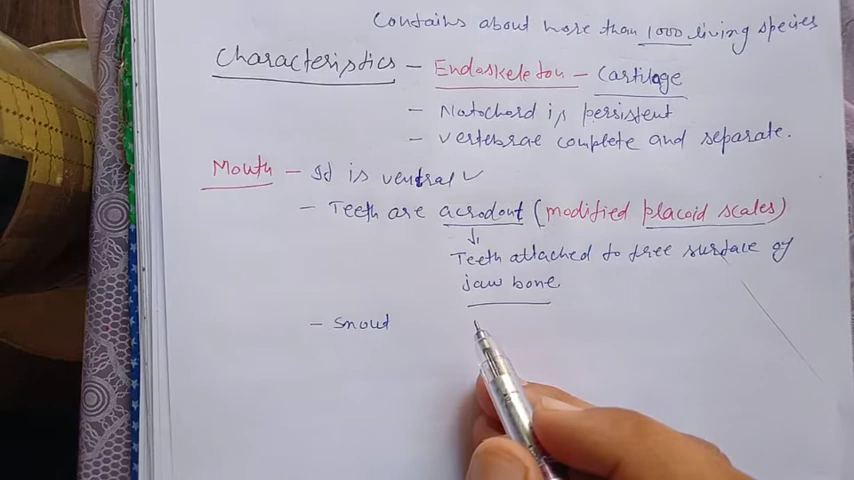 Contains about more than 1000 living species
Characteristics - Endoskeleton - Cartilage
- Notochord is persistent
- vertebrae complete and separate.
Mouth - It is ventral ✓
- Teeth are acrodont (modified placoid scales)
↓
Teeth attached to free surface of
jaw bone.
- Snout